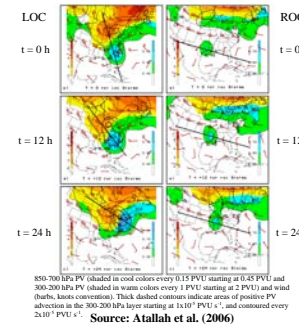 LOC
ROC
t = 0 h
t = 0
t = 12 h
t = 12
t = 24 h
t = 24
850-700 hPa PV (shaded in cool colors every 0.15 PVU starting at 0.45 PVU and
300-200 hPa PV (shaded in warm colors every 1 PVU starting at 2 PVU) and wind
(barbs, knots convention). Thick dashed contours indicate areas of positive PV
advection in the 300-200 hPa layer starting at 1x10⁻⁵ PVU s⁻¹, and contoured every
2x10⁻⁵ PVU s⁻¹. Source: Atallah et al. (2006)